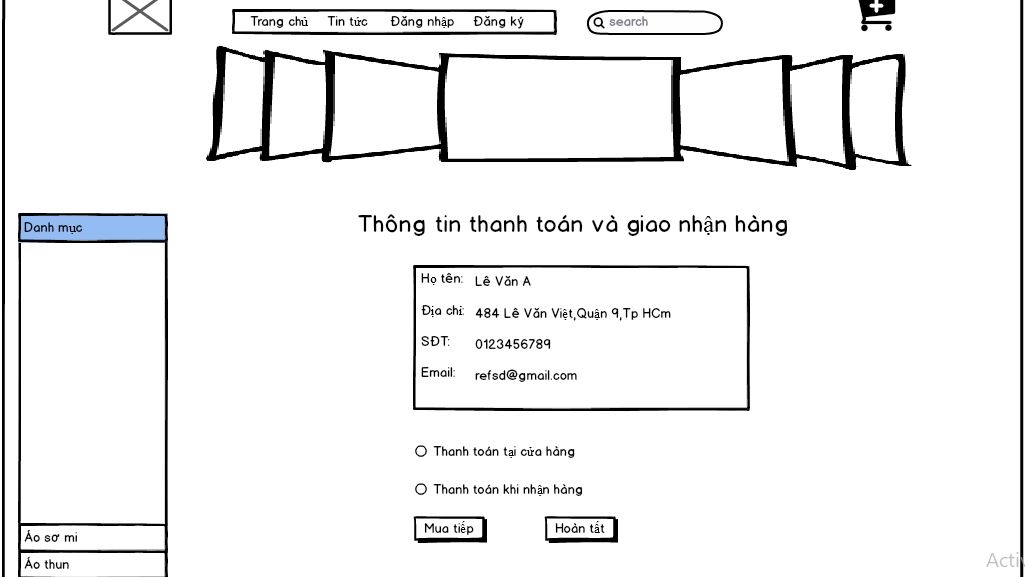 Trang chủ Tin tức Đăng nhập Đăng ký search
Thông tin thanh toán và giao nhận hàng
Danh mục
Họ tên: Lê Văn A
Địa chỉ: 484 Lê Văn Việt,Quận 9,Tp HCm
SĐT: 0123456789
Email: refsd@gmail.com
Thanh toán tại cửa hàng
Thanh toán khi nhận hàng
Mua tiếp Hoàn tất
Áo sơ mi
Áo thun